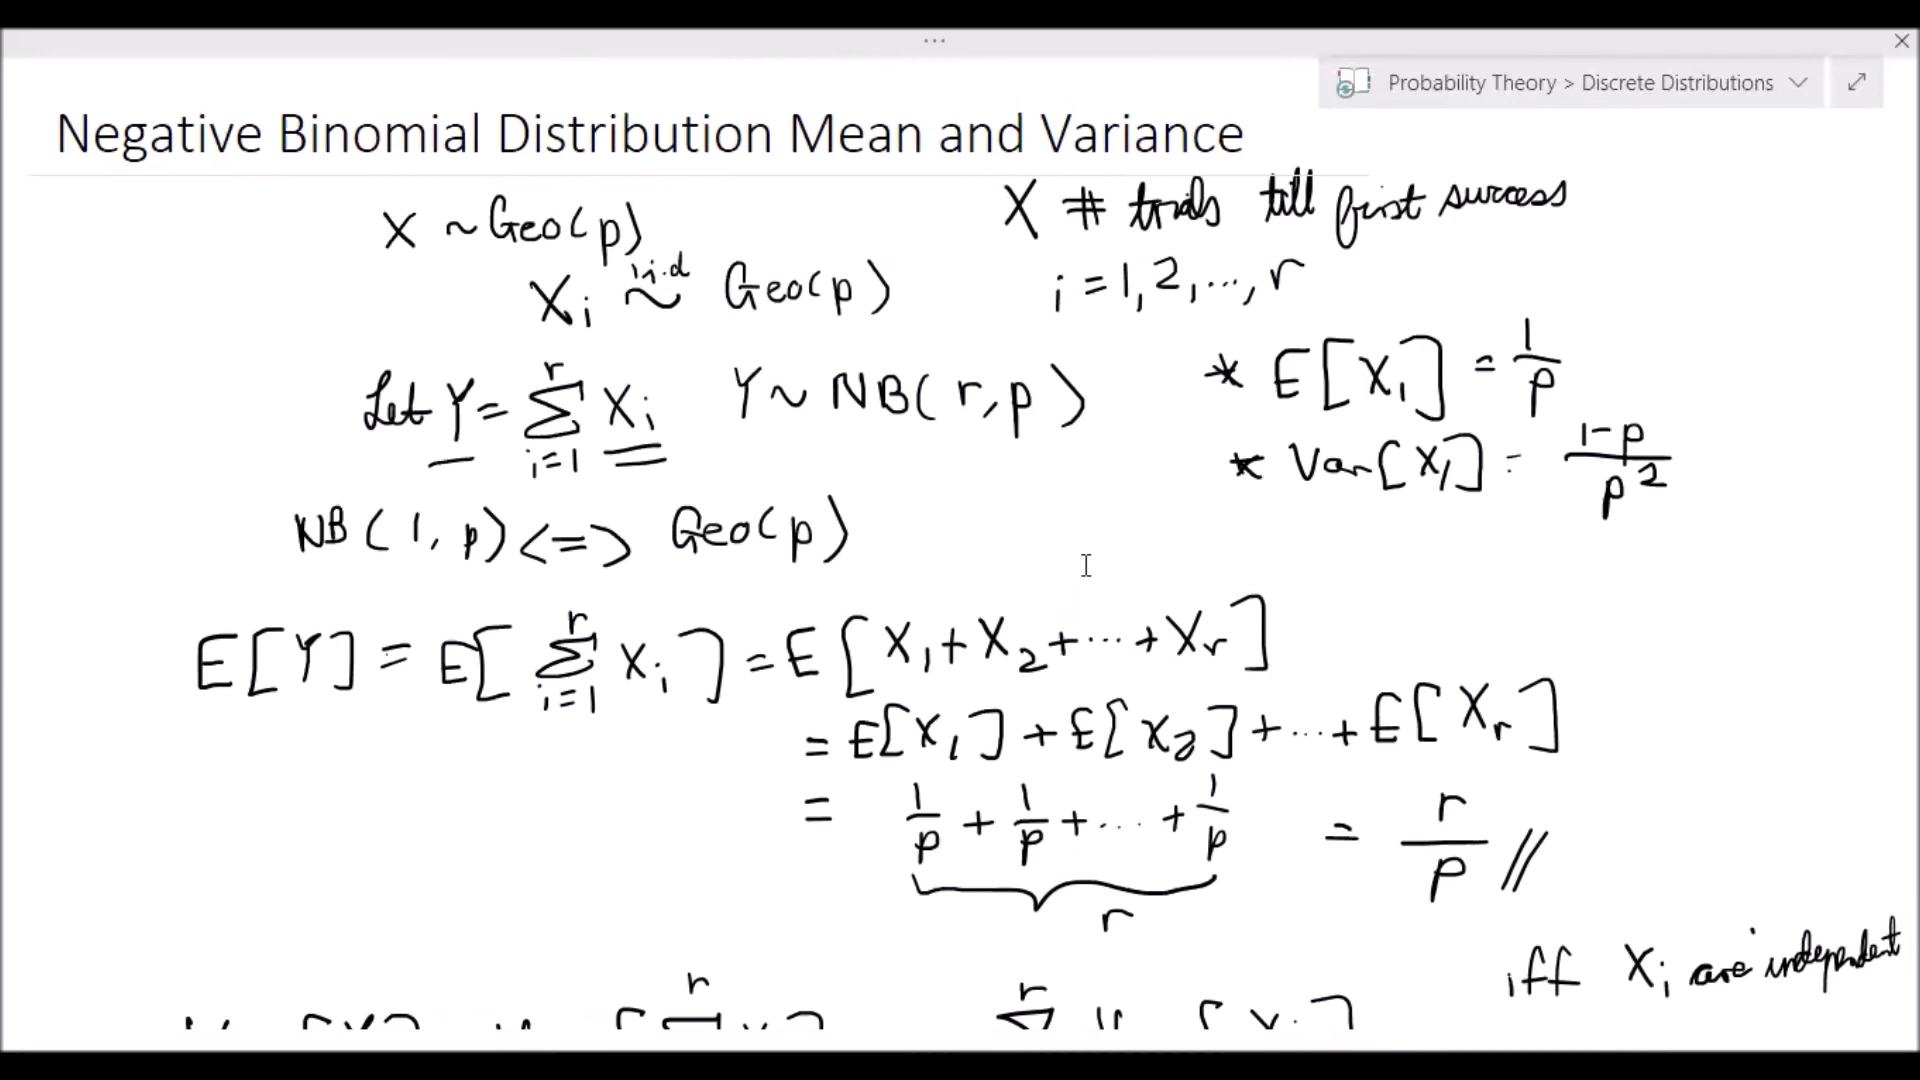 Probability Theory > Discrete Distributions
Negative Binomial Distribution Mean and Variance
X ~ Geo(p)
X # trials till first success
Xᵢ ~ i.i.d Geo(p)
i = 1, 2, ..., r
Let Y = Σᵢ₌₁ʳ Xᵢ Y ~ NB(r, p)
* E[X₁] = 1/p
* Var[X₁] = (1-p)/p²
NB(1, p) <=> Geo(p)
E[Y] = E[Σᵢ₌₁ʳ Xᵢ] = E[X₁ + X₂ + ... + Xᵣ]
= E[X₁] + E[X₂] + ... + E[Xᵣ]
= 1/p + 1/p + ... + 1/p = r/p //
r
iff Xᵢ are independent